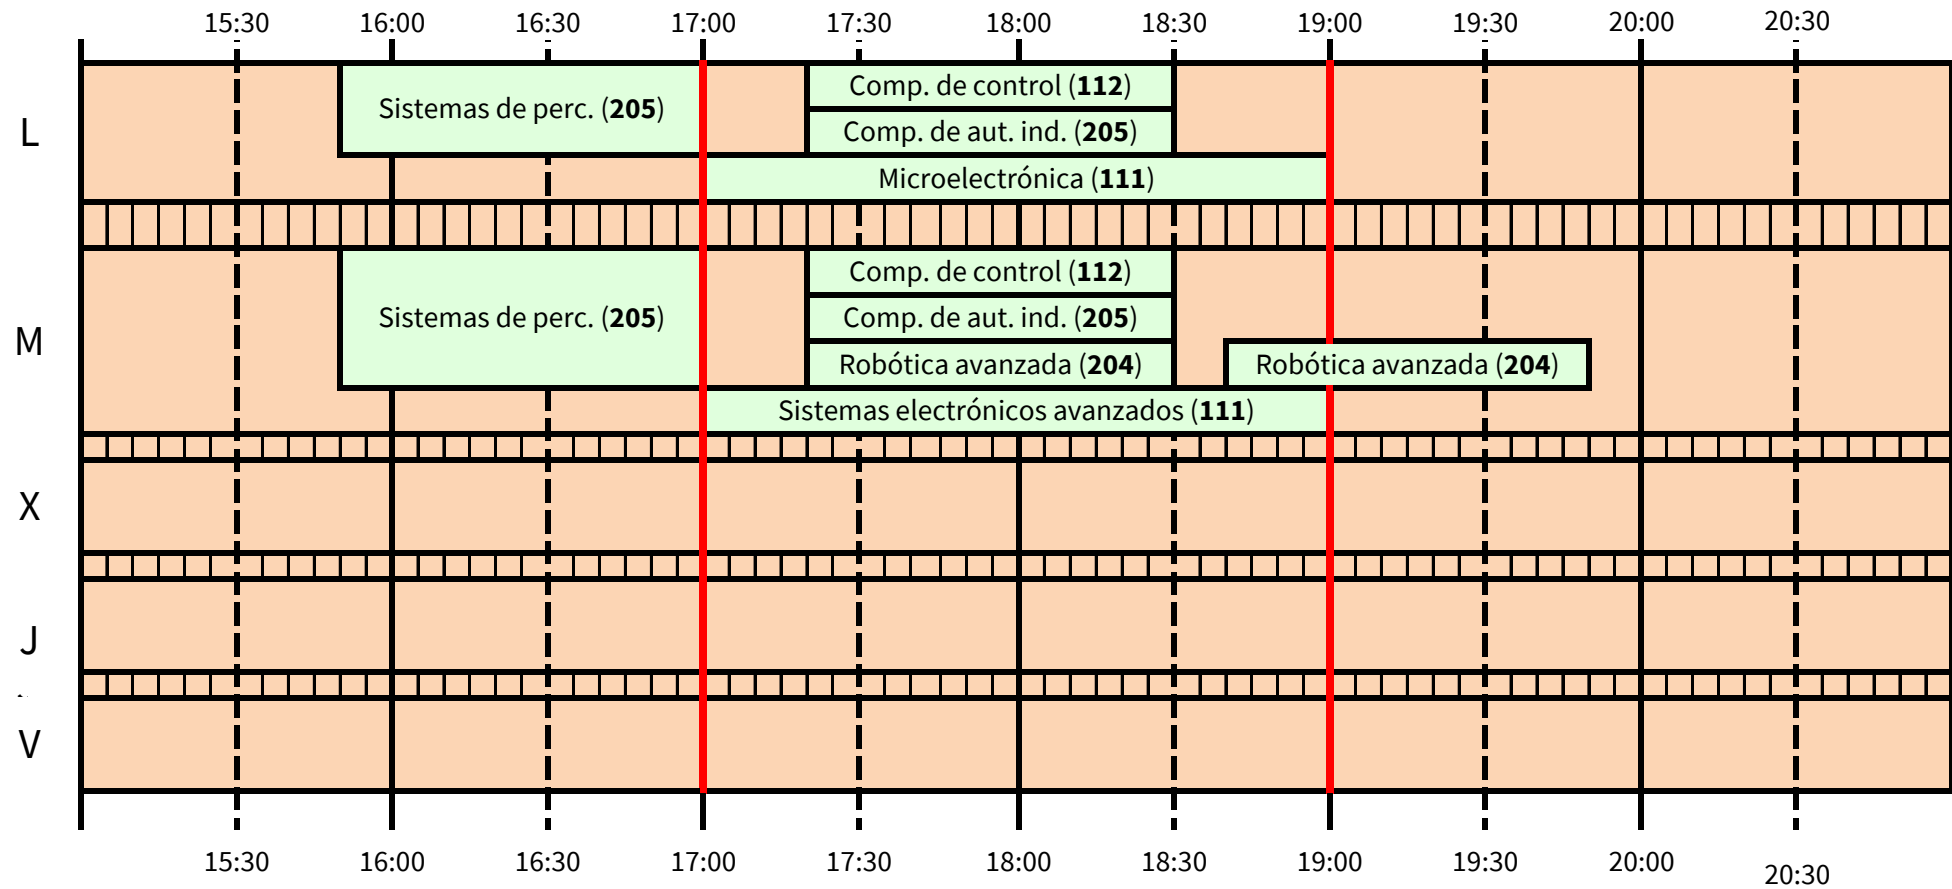 15:30 16:00 16:30 17:00 17:30 18:00 18:30 19:00 19:30 20:00 20:30
L
Sistemas de perc. (205)
Comp. de control (112)
Comp. de aut. ind. (205)
Microelectrónica (111)
M
Sistemas de perc. (205)
Comp. de control (112)
Comp. de aut. ind. (205)
Robótica avanzada (204)
Robótica avanzada (204)
Sistemas electrónicos avanzados (111)
X
J
V
15:30 16:00 16:30 17:00 17:30 18:00 18:30 19:00 19:30 20:00 20:30